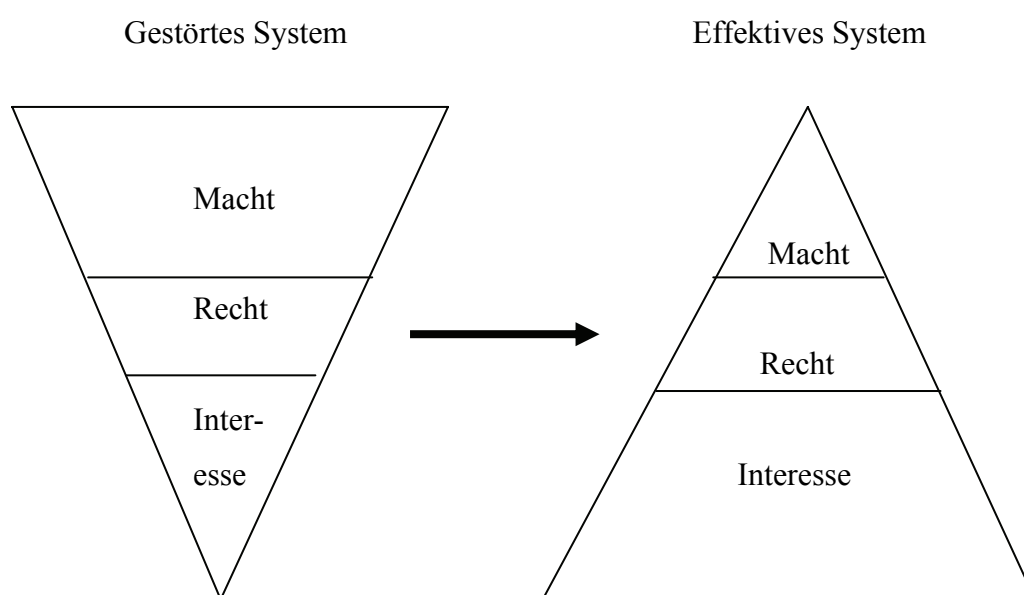 Gestörtes System
Effektives System
Macht
Recht
Inter-
esse
Macht
Recht
Interesse